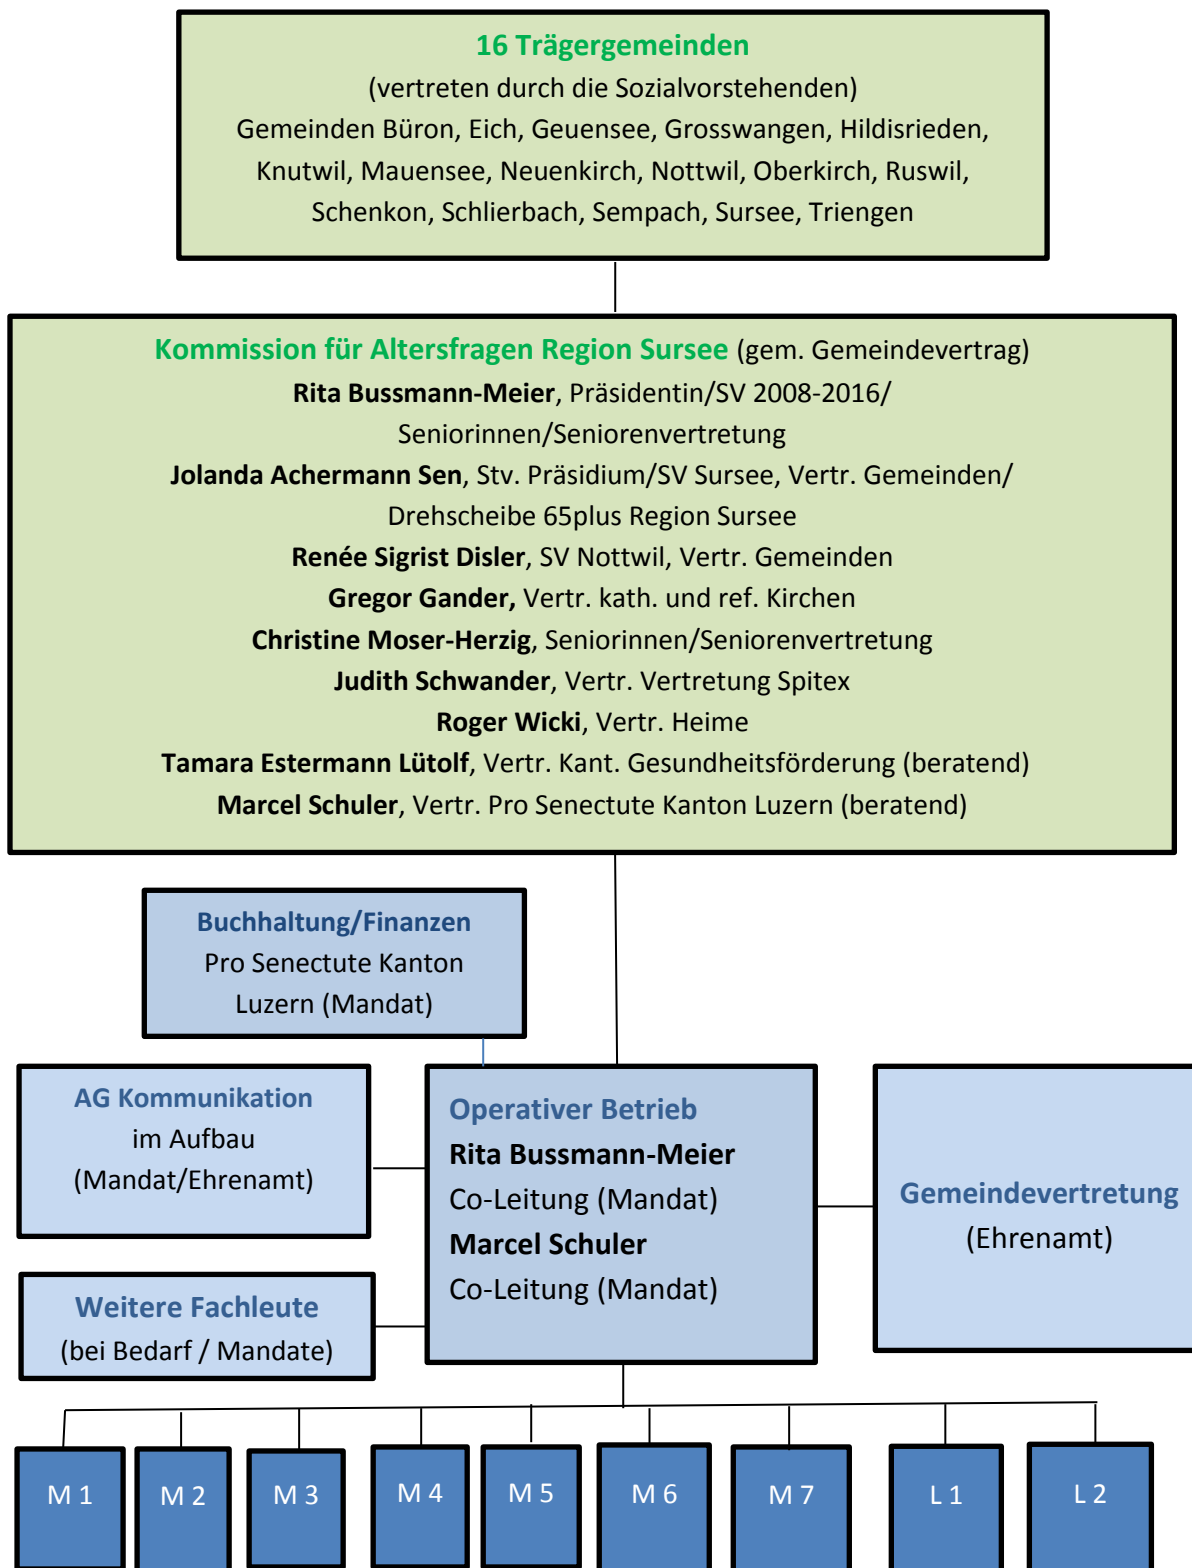 16 Trägergemeinden
(vertreten durch die Sozialvorstehenden)
Gemeinden Büron, Eich, Geuensee, Grosswangen, Hildisrieden,
Knutwil, Mauensee, Neuenkirch, Nottwil, Oberkirch, Ruswil,
Schenkon, Schlierbach, Sempach, Sursee, Triengen
Kommission für Altersfragen Region Sursee (gem. Gemeindevertrag)
Rita Bussmann-Meier, Präsidentin/SV 2008-2016/
Seniorinnen/Seniorenvertretung
Jolanda Achermann Sen, Stv. Präsidium/SV Sursee, Vertr. Gemeinden/
Drehscheibe 65plus Region Sursee
Renée Sigrist Disler, SV Nottwil, Vertr. Gemeinden
Gregor Gander, Vertr. kath. und ref. Kirchen
Christine Moser-Herzig, Seniorinnen/Seniorenvertretung
Judith Schwander, Vertr. Vertretung Spitex
Roger Wicki, Vertr. Heime
Tamara Estermann Lütolf, Vertr. Kant. Gesundheitsförderung (beratend)
Marcel Schuler, Vertr. Pro Senectute Kanton Luzern (beratend)
Buchhaltung/Finanzen
Pro Senectute Kanton
Luzern (Mandat)
AG Kommunikation
im Aufbau
(Mandat/Ehrenamt)
Operativer Betrieb
Rita Bussmann-Meier
Co-Leitung (Mandat)
Marcel Schuler
Co-Leitung (Mandat)
Gemeindevertretung
(Ehrenamt)
Weitere Fachleute
(bei Bedarf / Mandate)
M 1
M 2
M 3
M 4
M 5
M 6
M 7
L 1
L 2